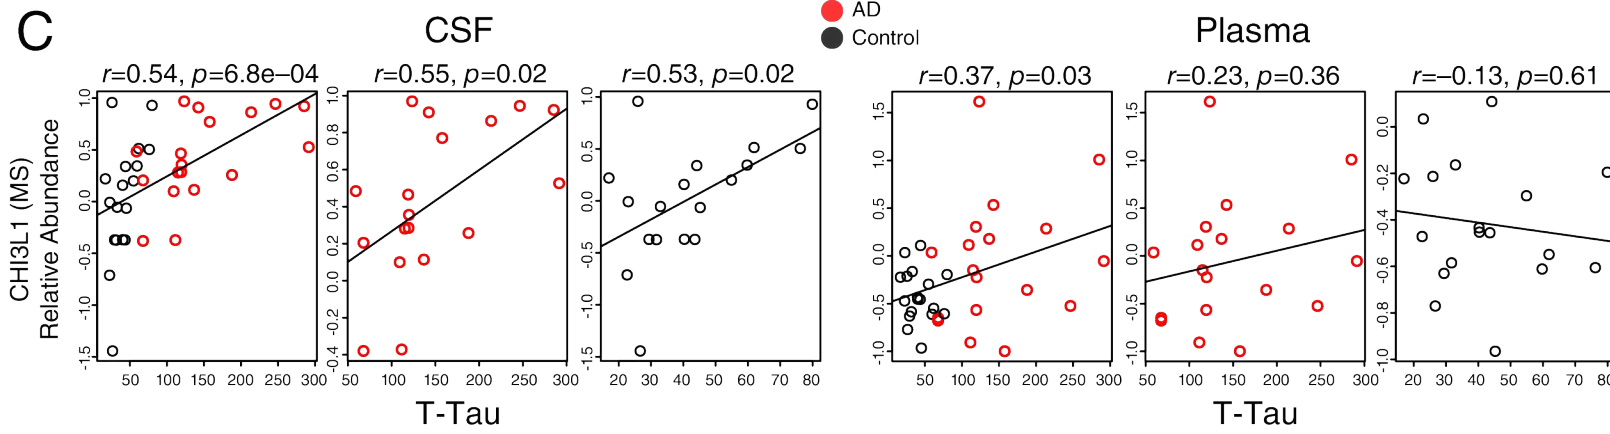 C
CSF
AD
Control
Plasma
r=0.54, p=6.8e−04
r=0.55, p=0.02
r=0.53, p=0.02
r=0.37, p=0.03
r=0.23, p=0.36
r=−0.13, p=0.61
CHI3L1 (MS)
Relative Abundance
1.0
0.5
0.0
-0.5
-1.0
-1.5
1.0
0.8
0.6
0.4
0.2
0.0
-0.2
-0.4
1.0
0.5
0.0
-0.5
-1.0
-1.5
1.5
1.0
0.5
0.0
-0.5
-1.0
1.5
1.0
0.5
0.0
-0.5
-1.0
0.0
-0.2
-0.4
-0.6
-0.8
-1.0
50 100 150 200 250 300
50 100 150 200 250 300
20 30 40 50 60 70 80
50 100 150 200 250 300
50 100 150 200 250 300
20 30 40 50 60 70 80
T-Tau
T-Tau